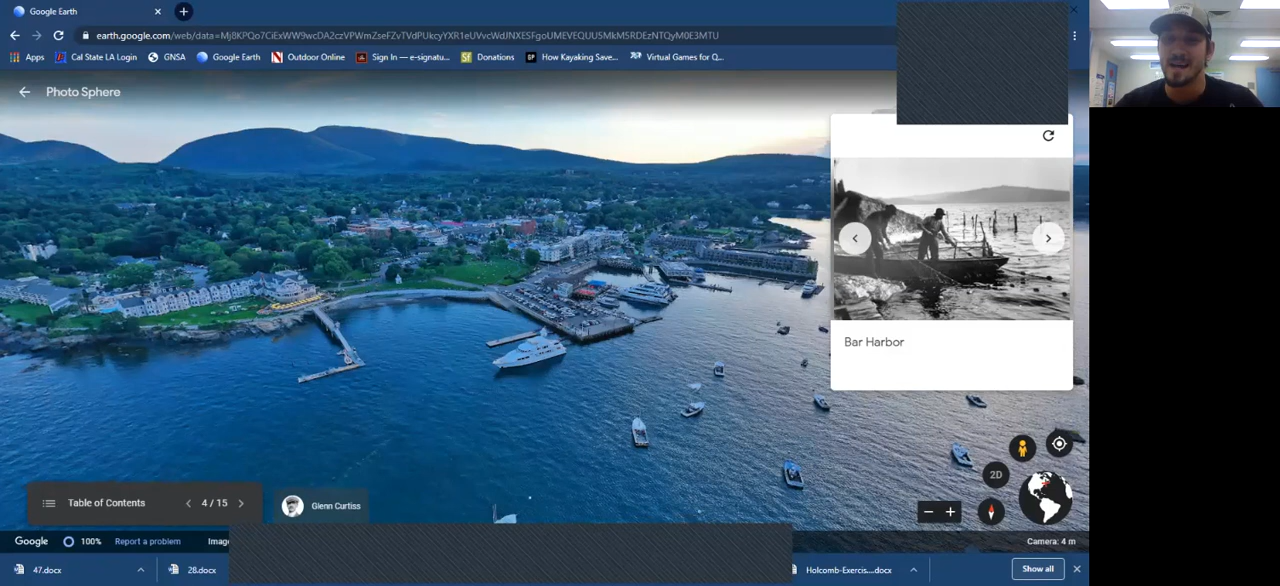 Google Earth
earth.google.com/web/data=Mj8KPQo7CiExWW9wcDA2czVPWmZseFZvTVdPUkcyYXR1eUVvcWdJNXESFgoUMEVEQUU5MkM5RDEzNTQyM0E3MTU
Apps Cal State LA Login GNSA Google Earth Outdoor Online Sign In — e-signatu... Donations How Kayaking Save... Virtual Games for Q...
Photo Sphere
Bar Harbor
2D
Table of Contents 4 / 15 Glenn Curtiss
Google 100% Report a problem Image Camera: 4 m
47.docx 28.docx Holcomb-Exercis....docx Show all